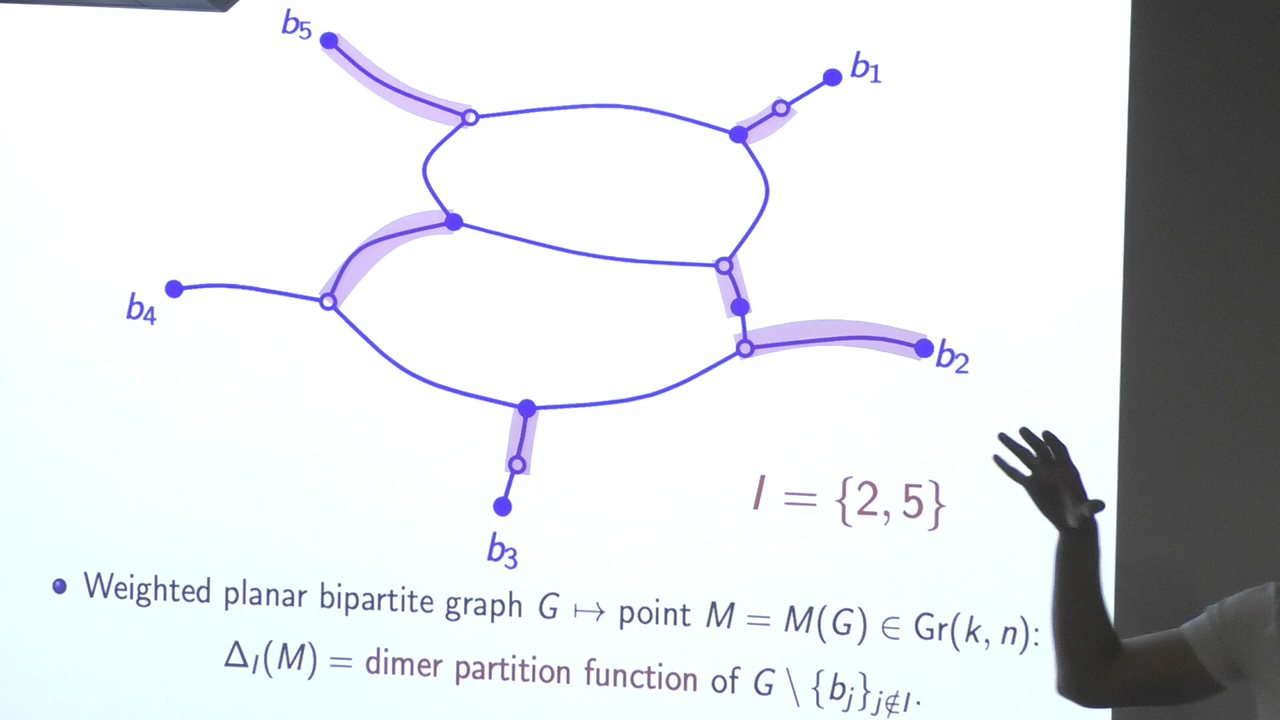 b₅
b₁
b₄
b₂
b₃
I = {2, 5}
• Weighted planar bipartite graph G ↦ point M = M(G) ∈ Gr(k, n):
Δ_I(M) = dimer partition function of G \ {b_j}_{j∉I}.